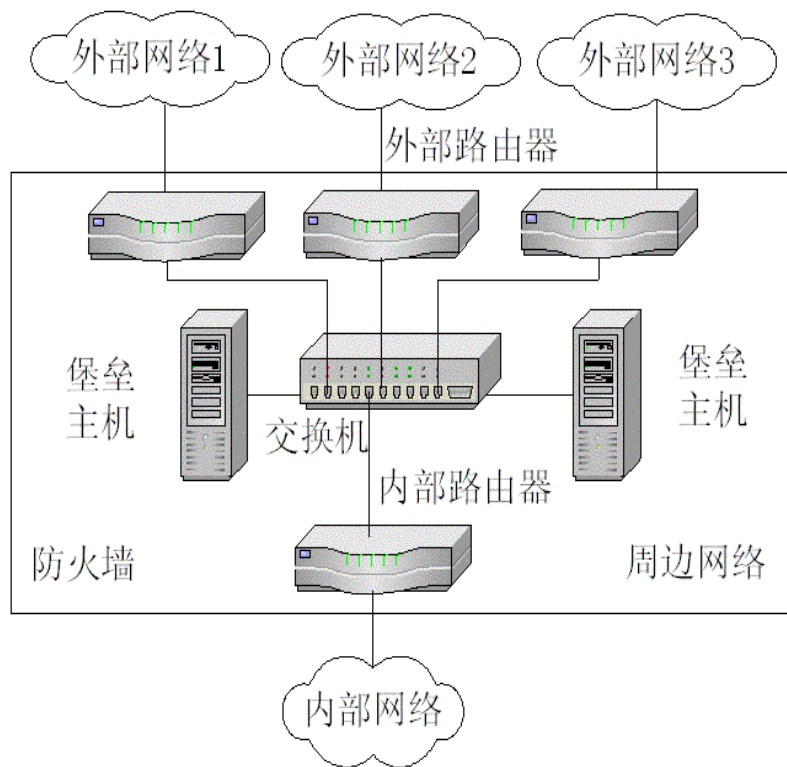 外部网络1
外部网络2
外部网络3
外部路由器
堡垒
主机
堡垒
主机
交换机
内部路由器
防火墙
周边网络
内部网络